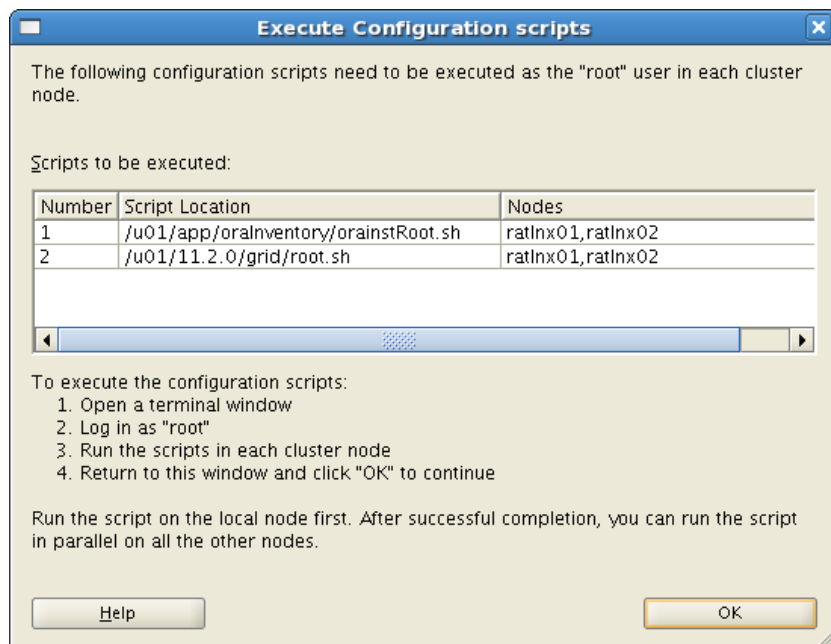 Execute Configuration scripts
The following configuration scripts need to be executed as the "root" user in each cluster
node.
Scripts to be executed:
Number Script Location Nodes
1 /u01/app/oraInventory/orainstRoot.sh ratlnx01,ratlnx02
2 /u01/11.2.0/grid/root.sh ratlnx01,ratlnx02
To execute the configuration scripts:
1. Open a terminal window
2. Log in as "root"
3. Run the scripts in each cluster node
4. Return to this window and click "OK" to continue
Run the script on the local node first. After successful completion, you can run the script
in parallel on all the other nodes.
Help OK